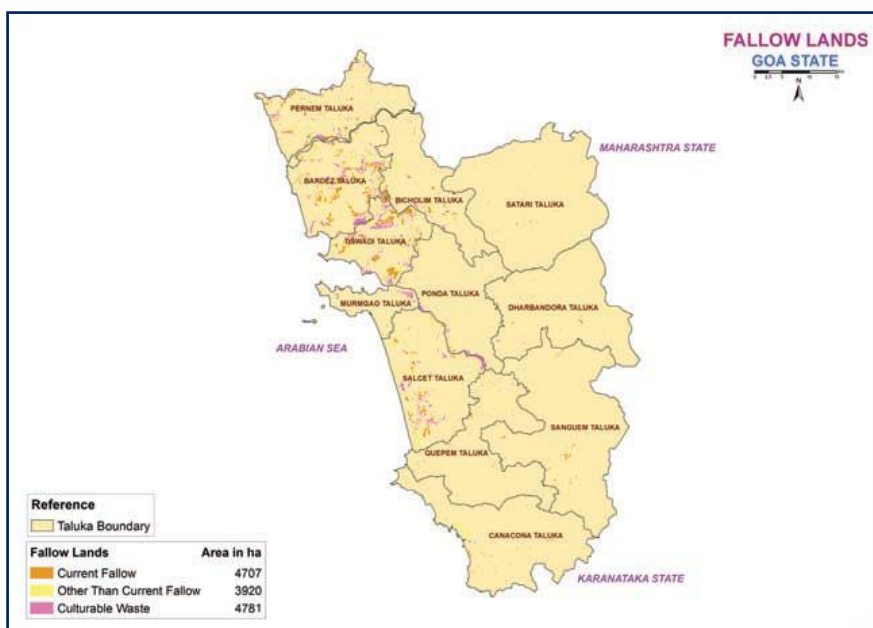 FALLOW LANDS
GOA STATE
N
PERNEM TALUKA
MAHARASHTRA STATE
BARDEZ TALUKA
BICHOLIM TALUKA
SATARI TALUKA
TISWADI TALUKA
PONDA TALUKA
MURMGAO TALUKA
DHARBANDORA TALUKA
ARABIAN SEA
SALCET TALUKA
SANGUEM TALUKA
QUEPEM TALUKA
CANACONA TALUKA
KARANATAKA STATE
Reference
Taluka Boundary
Fallow Lands Area in ha
Current Fallow 4707
Other Than Current Fallow 3920
Culturable Waste 4781